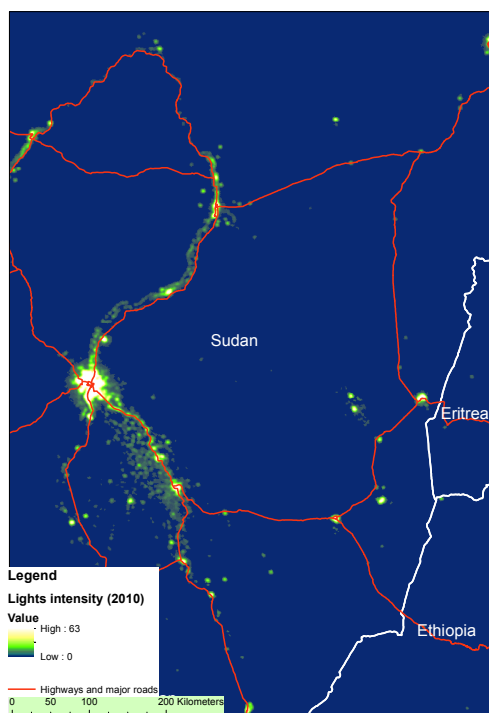 Sudan
Eritrea
Ethiopia
Legend
Lights intensity (2010)
Value
High : 63
Low : 0
Highways and major roads
0 50 100 200 Kilometers